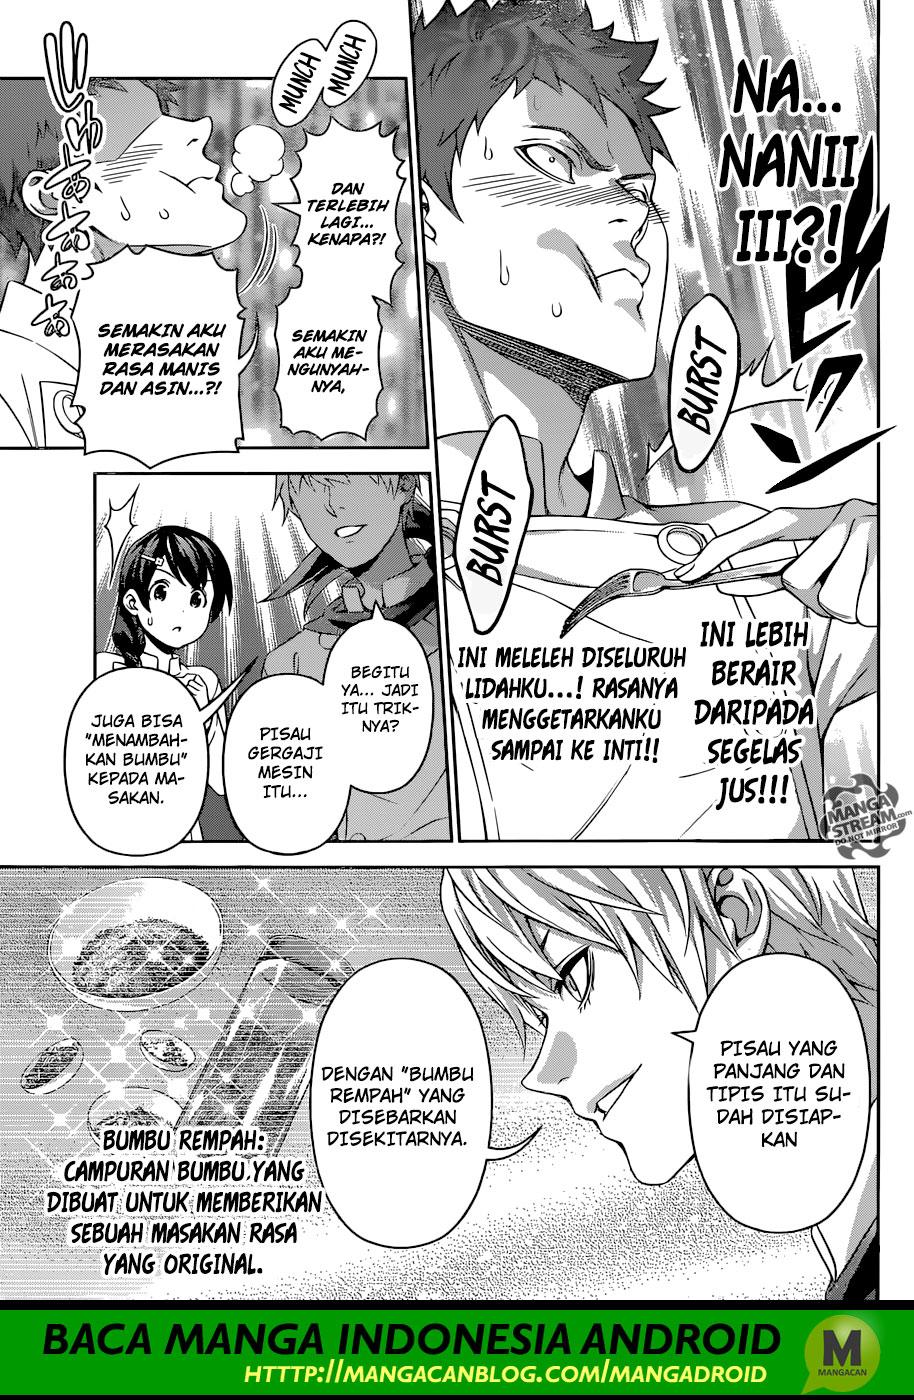 NA...
NANII
III?!
BURST
BURST
INI LEBIH
BERAIR
DARIPADA
SEGELAS
JUS!!!
INI MELELEH DISELURUH
LIDAHKU...! RASANYA
MENGGETARKANKU
SAMPAI KE INTI!!
MUNCH
MUNCH
DAN
TERLEBIH
LAGI...
KENAPA?!
SEMAKIN
AKU ME-
NGUNYAH-
NYA,
SEMAKIN AKU
MERASAKAN
RASA MANIS
DAN ASIN...?!
BEGITU
YA... JADI
ITU TRIK-
NYA?
PISAU
GERGAJI
MESIN
ITU...
JUGA BISA
"MENAMBAH-
KAN BUMBU"
KEPADA MA-
SAKAN.
MANGA
STREAM.com
DO NOT MIRROR
PISAU YANG
PANJANG DAN
TIPIS ITU SU-
DAH DISIAP-
KAN
DENGAN "BUMBU
REMPAH" YANG
DISEBARKAN
DISEKITARNYA.
BUMBU REMPAH:
CAMPURAN BUMBU YANG
DIBUAT UNTUK MEMBERIKAN
SEBUAH MASAKAN RASA
YANG ORIGINAL.
BACA MANGA INDONESIA ANDROID
HTTTP://MANGACANBLOG.COM/MANGADROID
M
MANGACAN